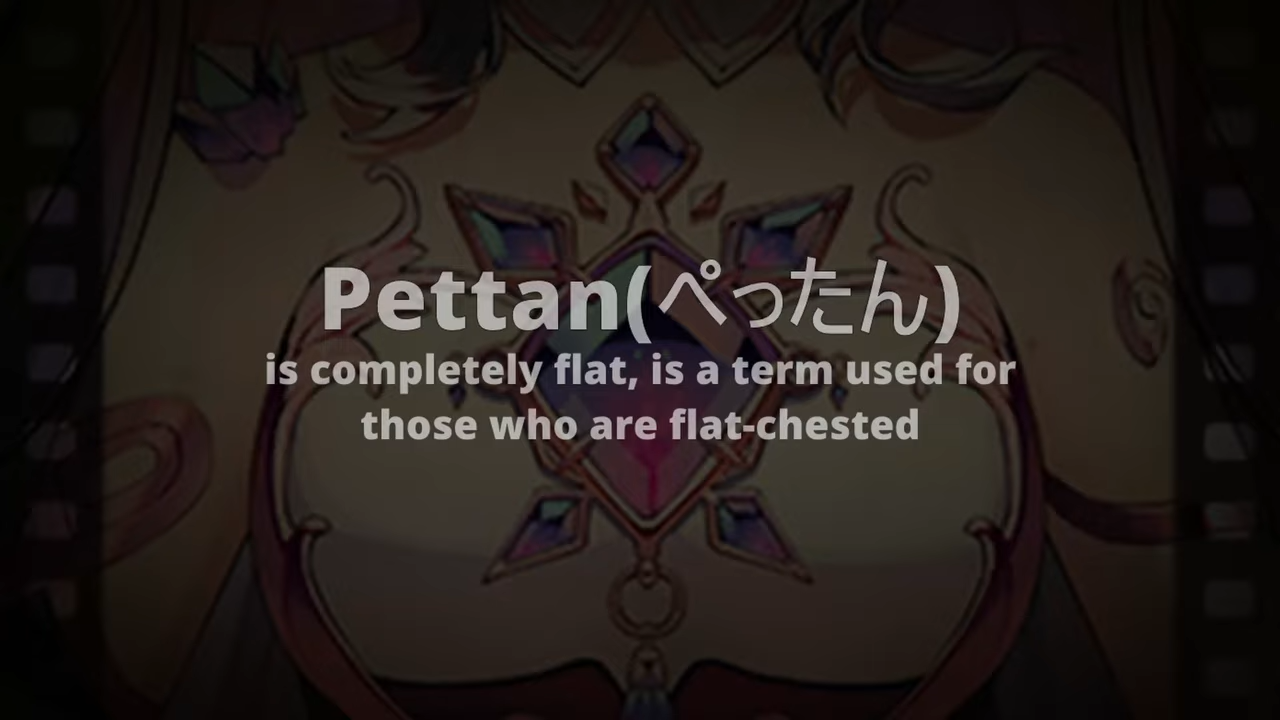 Pettan(ぺったん)
is completely flat, is a term used for
those who are flat-chested